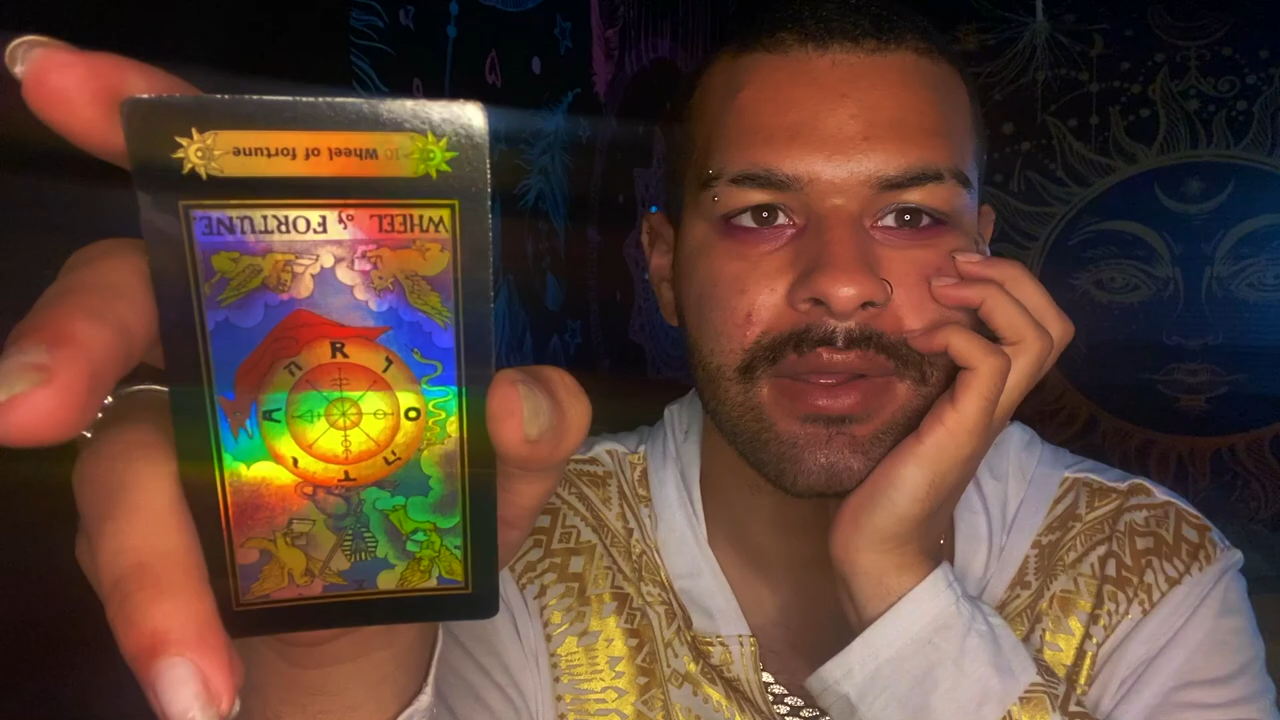 10 Wheel of fortune
WHEEL of FORTUNE.
T י A ה R ו O ה
X